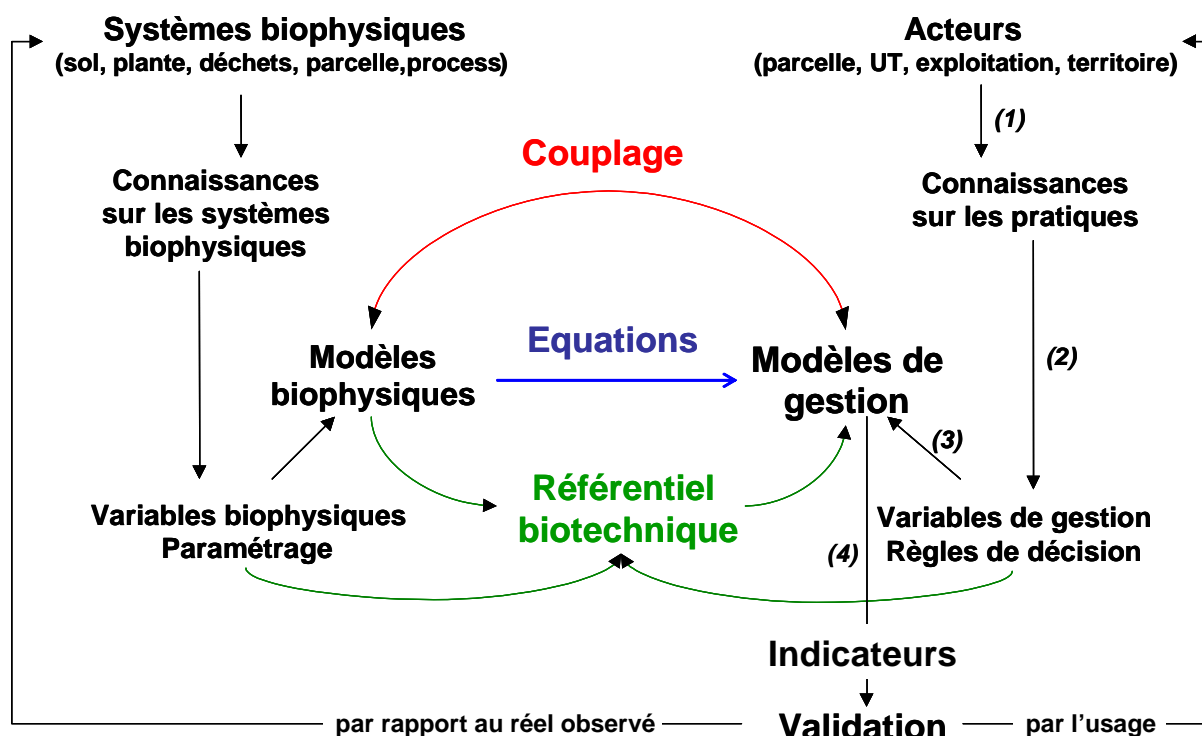 Systèmes biophysiques
(sol, plante, déchets, parcelle,process)
Acteurs
(parcelle, UT, exploitation, territoire)
(1)
Couplage
Connaissances
sur les systèmes
biophysiques
Connaissances
sur les pratiques
Equations
Modèles
biophysiques
Modèles de
gestion
(2)
(3)
Référentiel
biotechnique
Variables biophysiques
Paramétrage
Variables de gestion
Règles de décision
(4)
Indicateurs
par rapport au réel observé
Validation
par l'usage